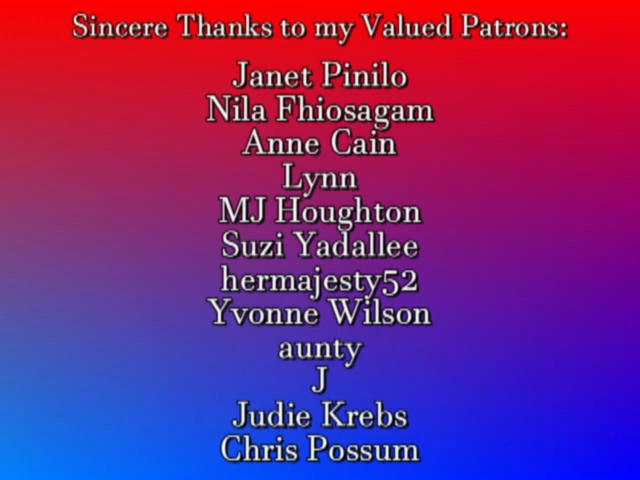 Sincere Thanks to my Valued Patrons:
Janet Pinilo
Nila Fhiosagam
Anne Cain
Lynn
MJ Houghton
Suzi Yadallee
hermajesty52
Yvonne Wilson
aunty
J
Judie Krebs
Chris Possum